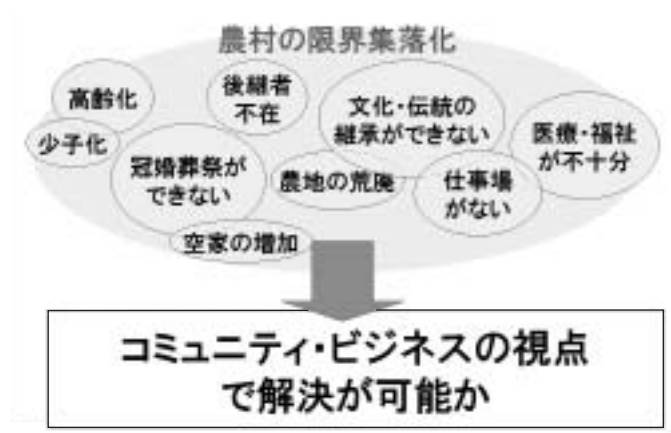 農村の限界集落化
高齢化
少子化
後継者
不在
冠婚葬祭が
できない
文化・伝統の
継承ができない
農地の荒廃
仕事場
がない
医療・福祉
が不十分
空家の増加
コミュニティ・ビジネスの視点
で解決が可能か